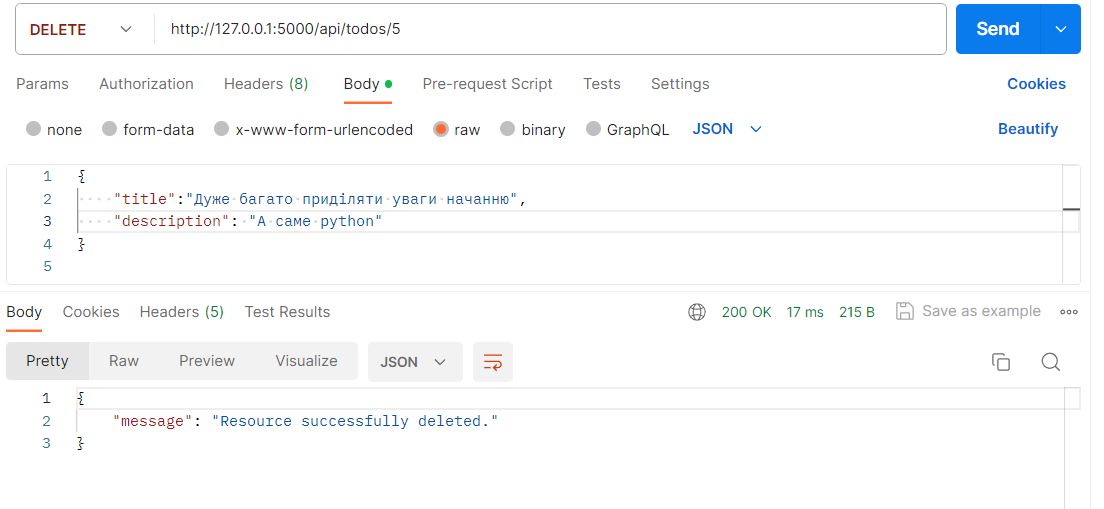 DELETE http://127.0.0.1:5000/api/todos/5 Send
Params Authorization Headers (8) Body Pre-request Script Tests Settings Cookies
none form-data x-www-form-urlencoded raw binary GraphQL JSON Beautify
1 {
2 "title":"Дуже багато приділяти уваги начанню",
3 "description": "А саме python"
4 }
5
Body Cookies Headers (5) Test Results 200 OK 17 ms 215 B Save as example
Pretty Raw Preview Visualize JSON
1 {
2 "message": "Resource successfully deleted."
3 }